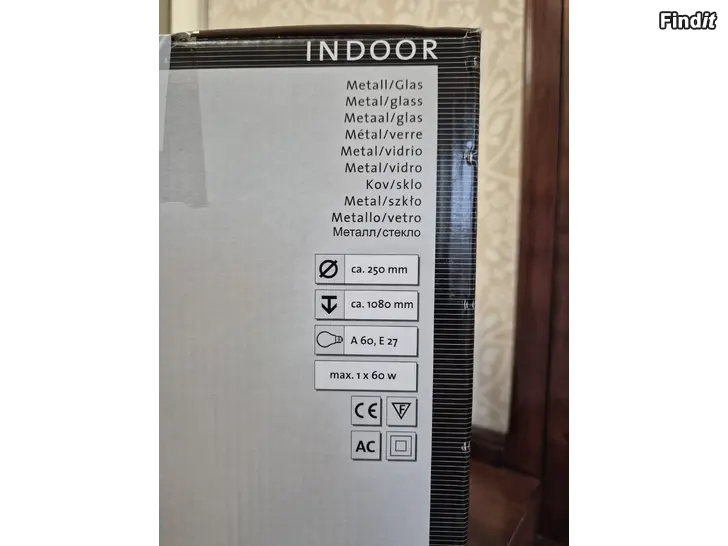 Findit
INDOOR
Metall/Glas
Metal/glass
Metaal/glas
Métal/verre
Metal/vidrio
Metal/vidro
Kov/sklo
Metal/szkło
Metallo/vetro
Металл/стекло
ca. 250 mm
ca. 1080 mm
A 60, E 27
max. 1 x 60 w
CE
F
AC